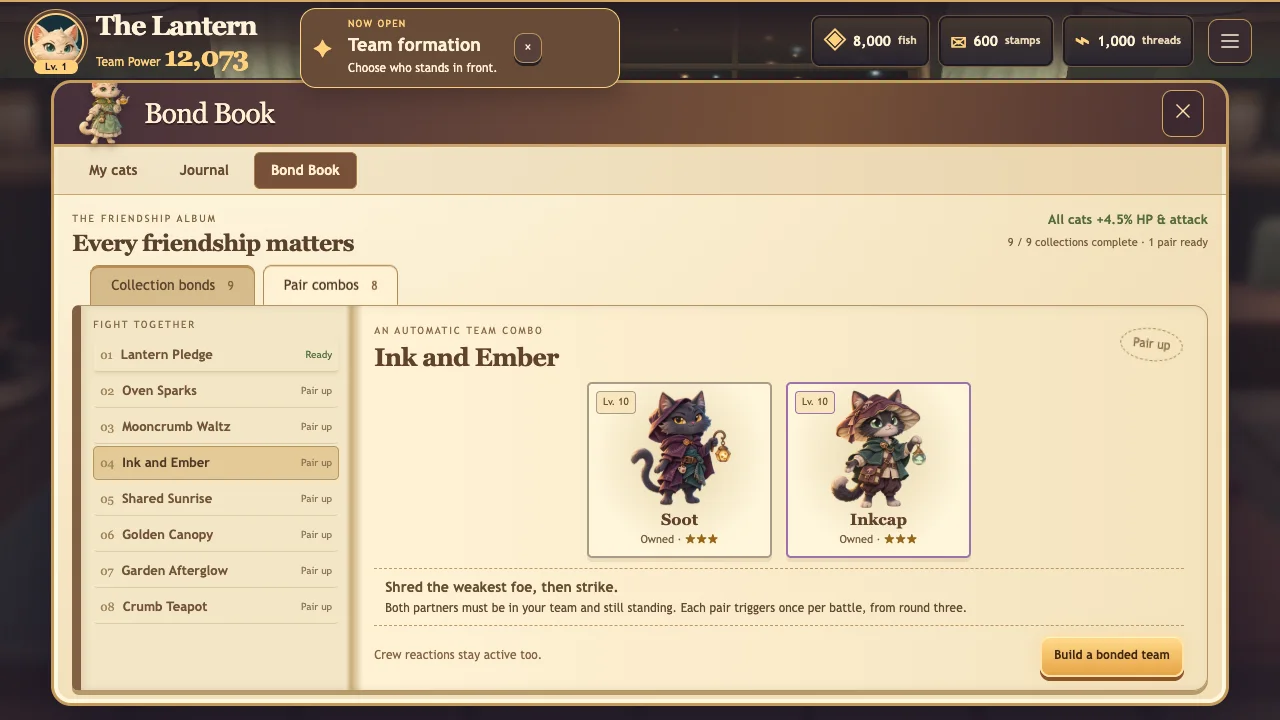 The Lantern
Lv. 1
Team Power 12,073
NOW OPEN
Team formation
Choose who stands in front.
×
8,000 fish
600 stamps
1,000 threads
Bond Book
My cats
Journal
Bond Book
THE FRIENDSHIP ALBUM
Every friendship matters
All cats +4.5% HP & attack
9 / 9 collections complete · 1 pair ready
Collection bonds 9
Pair combos 8
FIGHT TOGETHER
01 Lantern Pledge Ready
02 Oven Sparks Pair up
03 Mooncrumb Waltz Pair up
04 Ink and Ember Pair up
05 Shared Sunrise Pair up
06 Golden Canopy Pair up
07 Garden Afterglow Pair up
08 Crumb Teapot Pair up
AN AUTOMATIC TEAM COMBO
Ink and Ember
Pair up
Lv. 10
Soot
Owned · ★★★
Lv. 10
Inkcap
Owned · ★★★
Shred the weakest foe, then strike.
Both partners must be in your team and still standing. Each pair triggers once per battle, from round three.
Crew reactions stay active too.
Build a bonded team